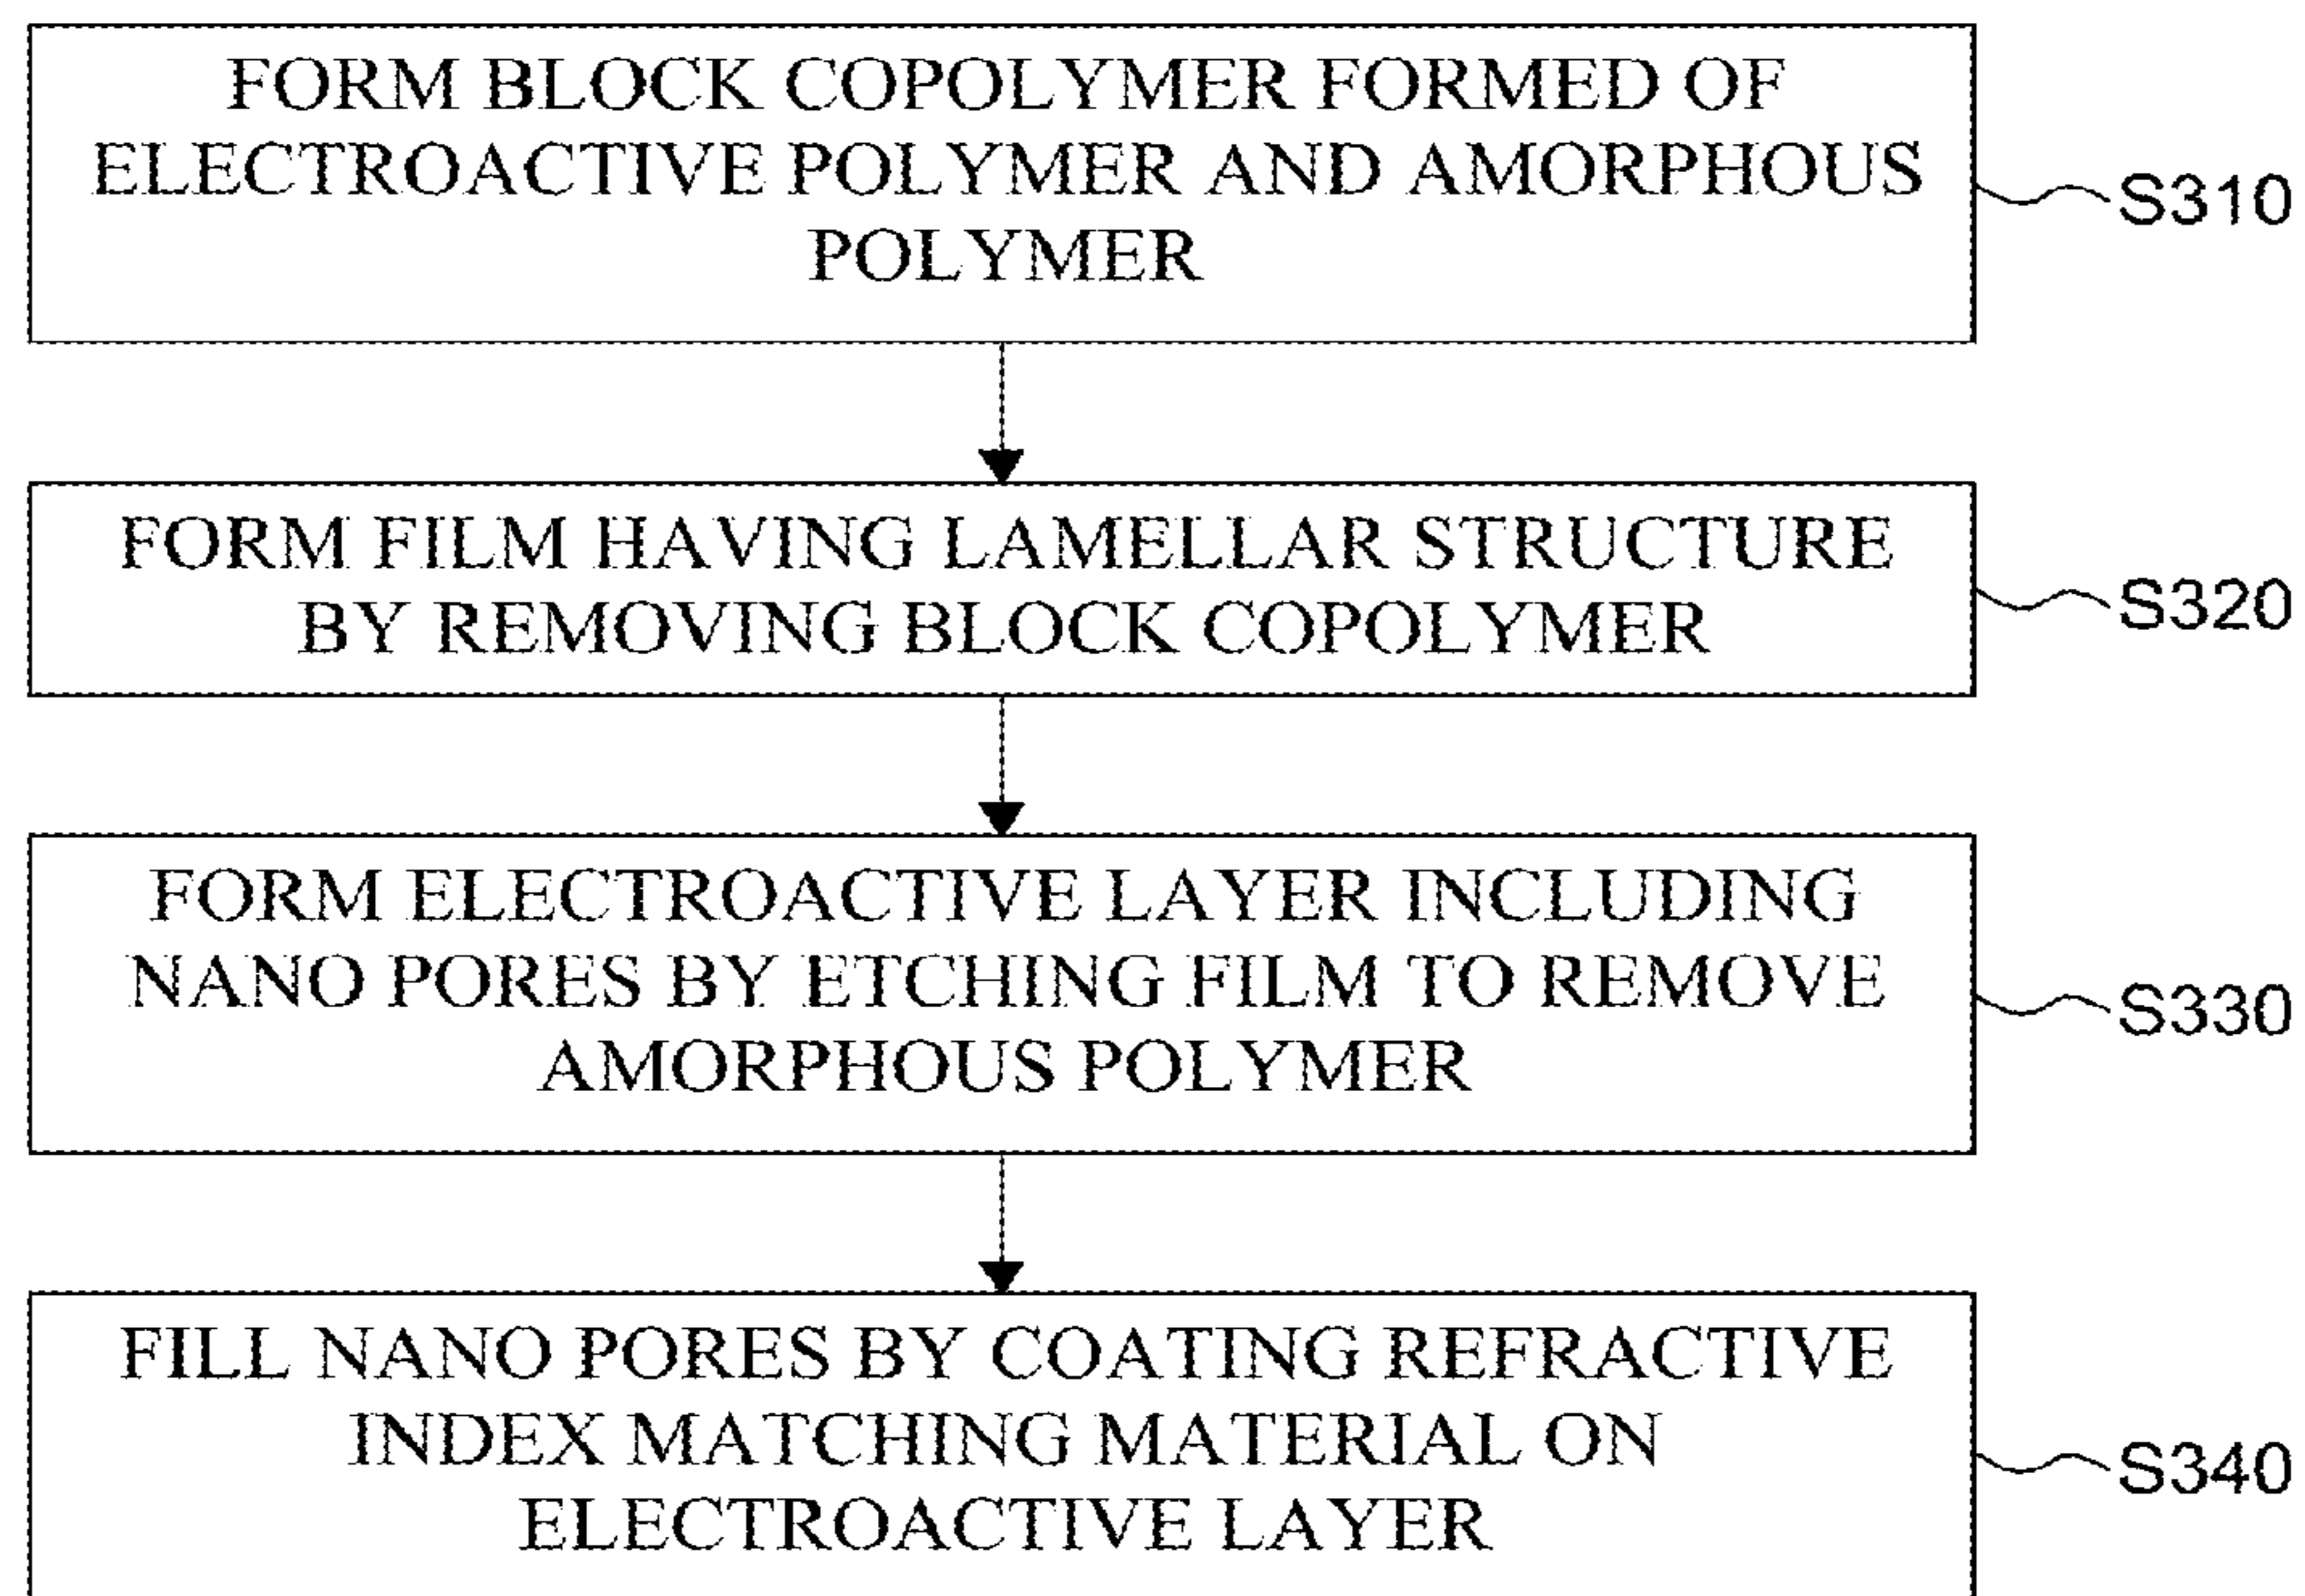 FORM BLOCK COPOLYMER FORMED OF
ELECTROACTIVE POLYMER AND AMORPHOUS
POLYMER
S310
FORM FILM HAVING LAMELLAR STRUCTURE
BY REMOVING BLOCK COPOLYMER
S320
FORM ELECTROACTIVE LAYER INCLUDING
NANO PORES BY ETCHING FILM TO REMOVE
AMORPHOUS POLYMER
S330
FILL NANO PORES BY COATING REFRACTIVE
INDEX MATCHING MATERIAL ON
ELECTROACTIVE LAYER
S340